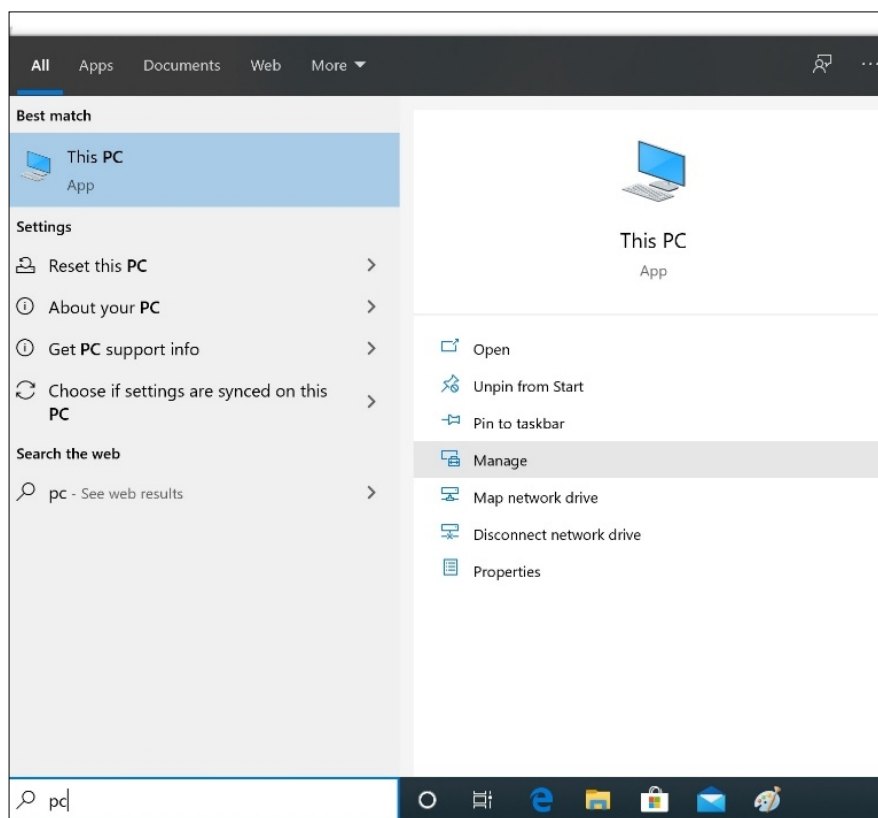 All Apps Documents Web More
Best match
This PC
App
Settings
Reset this PC
About your PC
Get PC support info
Choose if settings are synced on this
PC
Search the web
pc - See web results
This PC
App
Open
Unpin from Start
Pin to taskbar
Manage
Map network drive
Disconnect network drive
Properties
pc